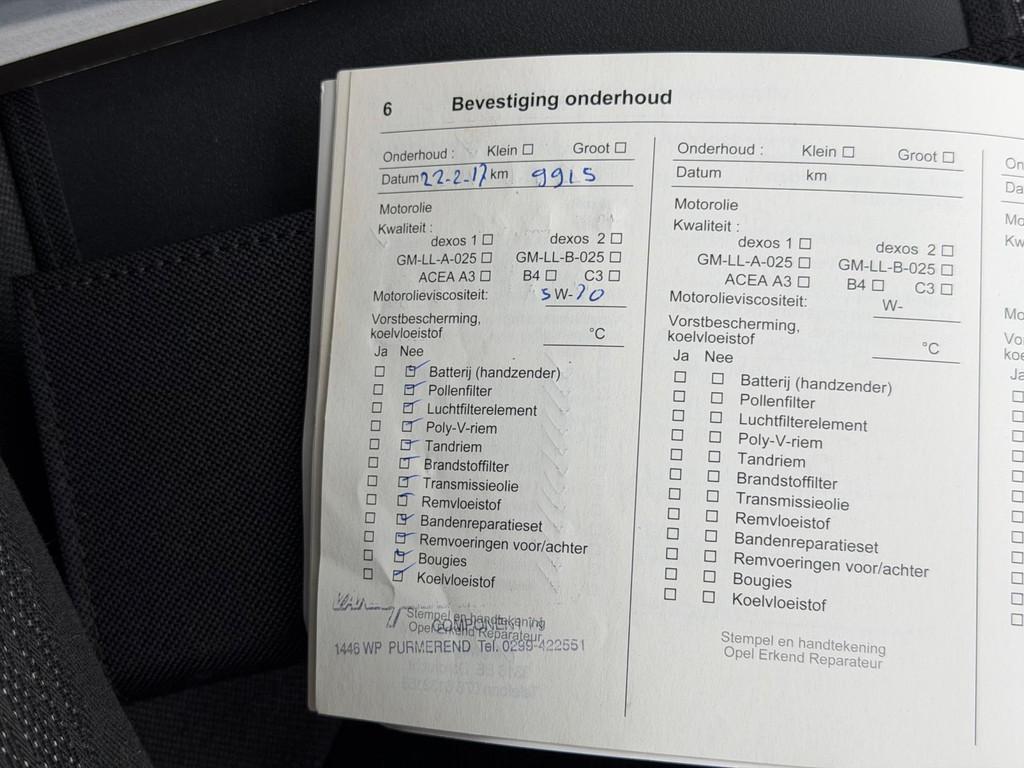 6 Bevestiging onderhoud
Onderhoud : Klein ☐ Groot ☐
Datum 22-2-17 km 9915
Motorolie
Kwaliteit :
dexos 1 ☐ dexos 2 ☐
GM-LL-A-025 ☐ GM-LL-B-025 ☐
ACEA A3 ☐ B4 ☐ C3 ☐
Motorolieviscositeit: 5 W-20
Vorstbescherming,
koelvloeistof °C
Ja Nee
☐ ☑ Batterij (handzender)
☐ ☑ Pollenfilter
☐ ☑ Luchtfilterelement
☐ ☑ Poly-V-riem
☐ ☑ Tandriem
☐ ☑ Brandstoffilter
☐ ☑ Transmissieolie
☐ ☑ Remvloeistof
☐ ☑ Bandenreparatieset
☐ ☑ Remvoeringen voor/achter
☐ ☑ Bougies
☐ ☑ Koelvloeistof
Stempel en handtekening
Opel Erkend Reparateur
COMPONENT
1446 WP PURMEREND Tel. 0299-422551
Onderhoud : Klein ☐ Groot ☐
Datum km
Motorolie
Kwaliteit :
dexos 1 ☐ dexos 2 ☐
GM-LL-A-025 ☐ GM-LL-B-025 ☐
ACEA A3 ☐ B4 ☐ C3 ☐
Motorolieviscositeit: W-
Vorstbescherming,
koelvloeistof °C
Ja Nee
☐ ☐ Batterij (handzender)
☐ ☐ Pollenfilter
☐ ☐ Luchtfilterelement
☐ ☐ Poly-V-riem
☐ ☐ Tandriem
☐ ☐ Brandstoffilter
☐ ☐ Transmissieolie
☐ ☐ Remvloeistof
☐ ☐ Bandenreparatieset
☐ ☐ Remvoeringen voor/achter
☐ ☐ Bougies
☐ ☐ Koelvloeistof
Stempel en handtekening
Opel Erkend Reparateur